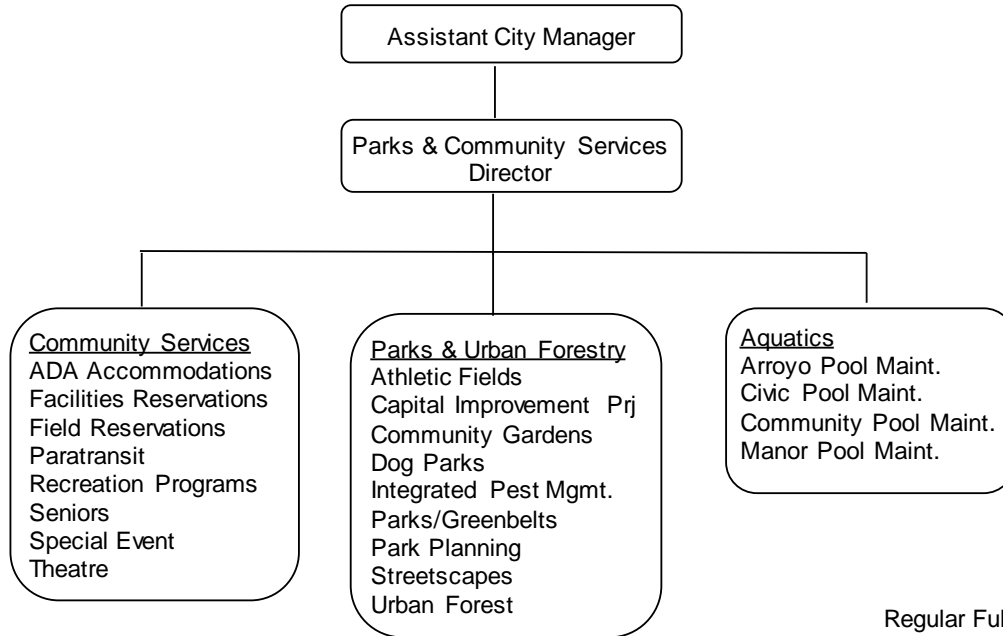 Assistant City Manager
Parks & Community Services
Director
Community Services
ADA Accommodations
Facilities Reservations
Field Reservations
Paratransit
Recreation Programs
Seniors
Special Event
Theatre
Parks & Urban Forestry
Athletic Fields
Capital Improvement Prj
Community Gardens
Dog Parks
Integrated Pest Mgmt.
Parks/Greenbelts
Park Planning
Streetscapes
Urban Forest
Aquatics
Arroyo Pool Maint.
Civic Pool Maint.
Community Pool Maint.
Manor Pool Maint.
Regular Ful